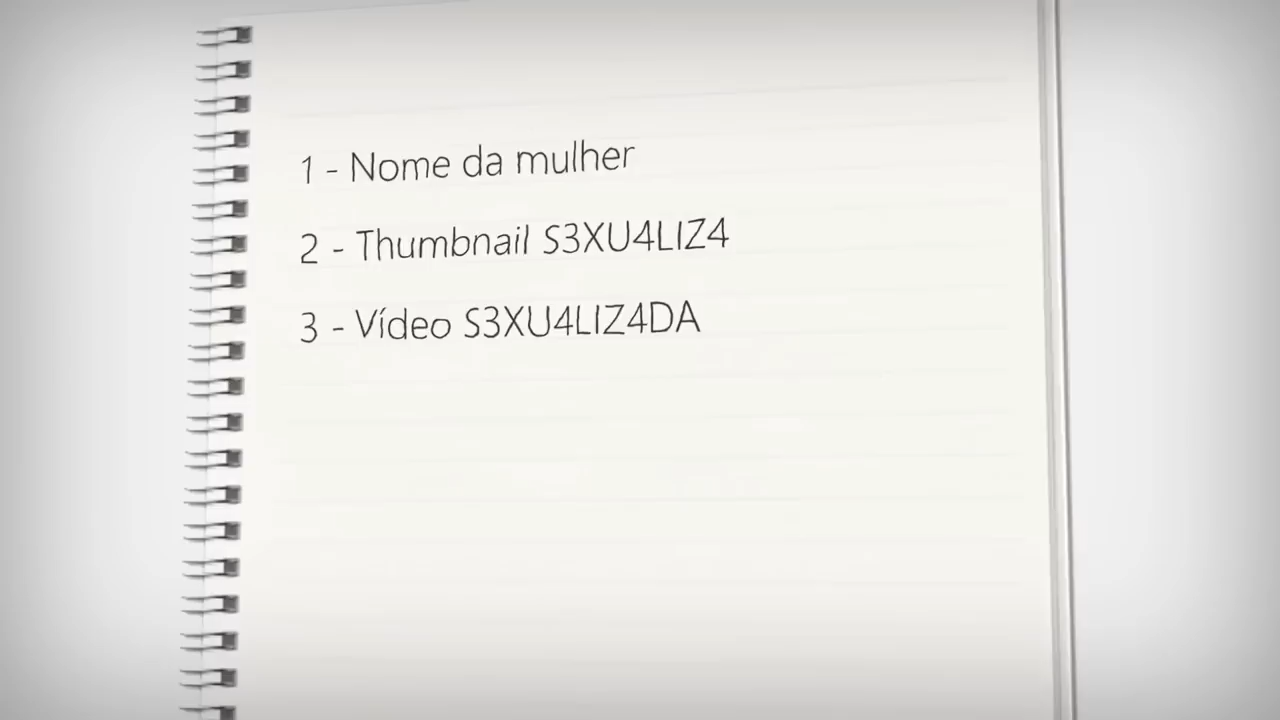 1 - Nome da mulher
2 - Thumbnail S3XU4LIZ4
3 - Vídeo S3XU4LIZ4DA